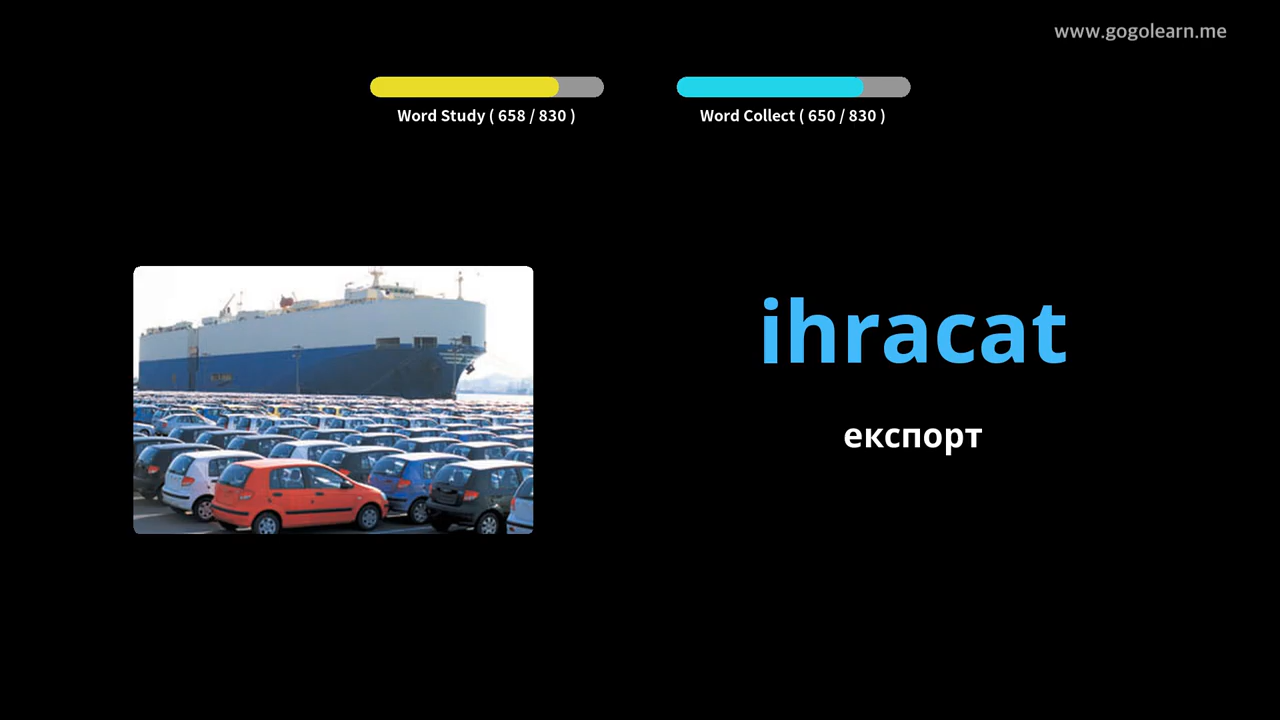 www.gogolearn.me
Word Study ( 658 / 830 )
Word Collect ( 650 / 830 )
ihracat
експорт